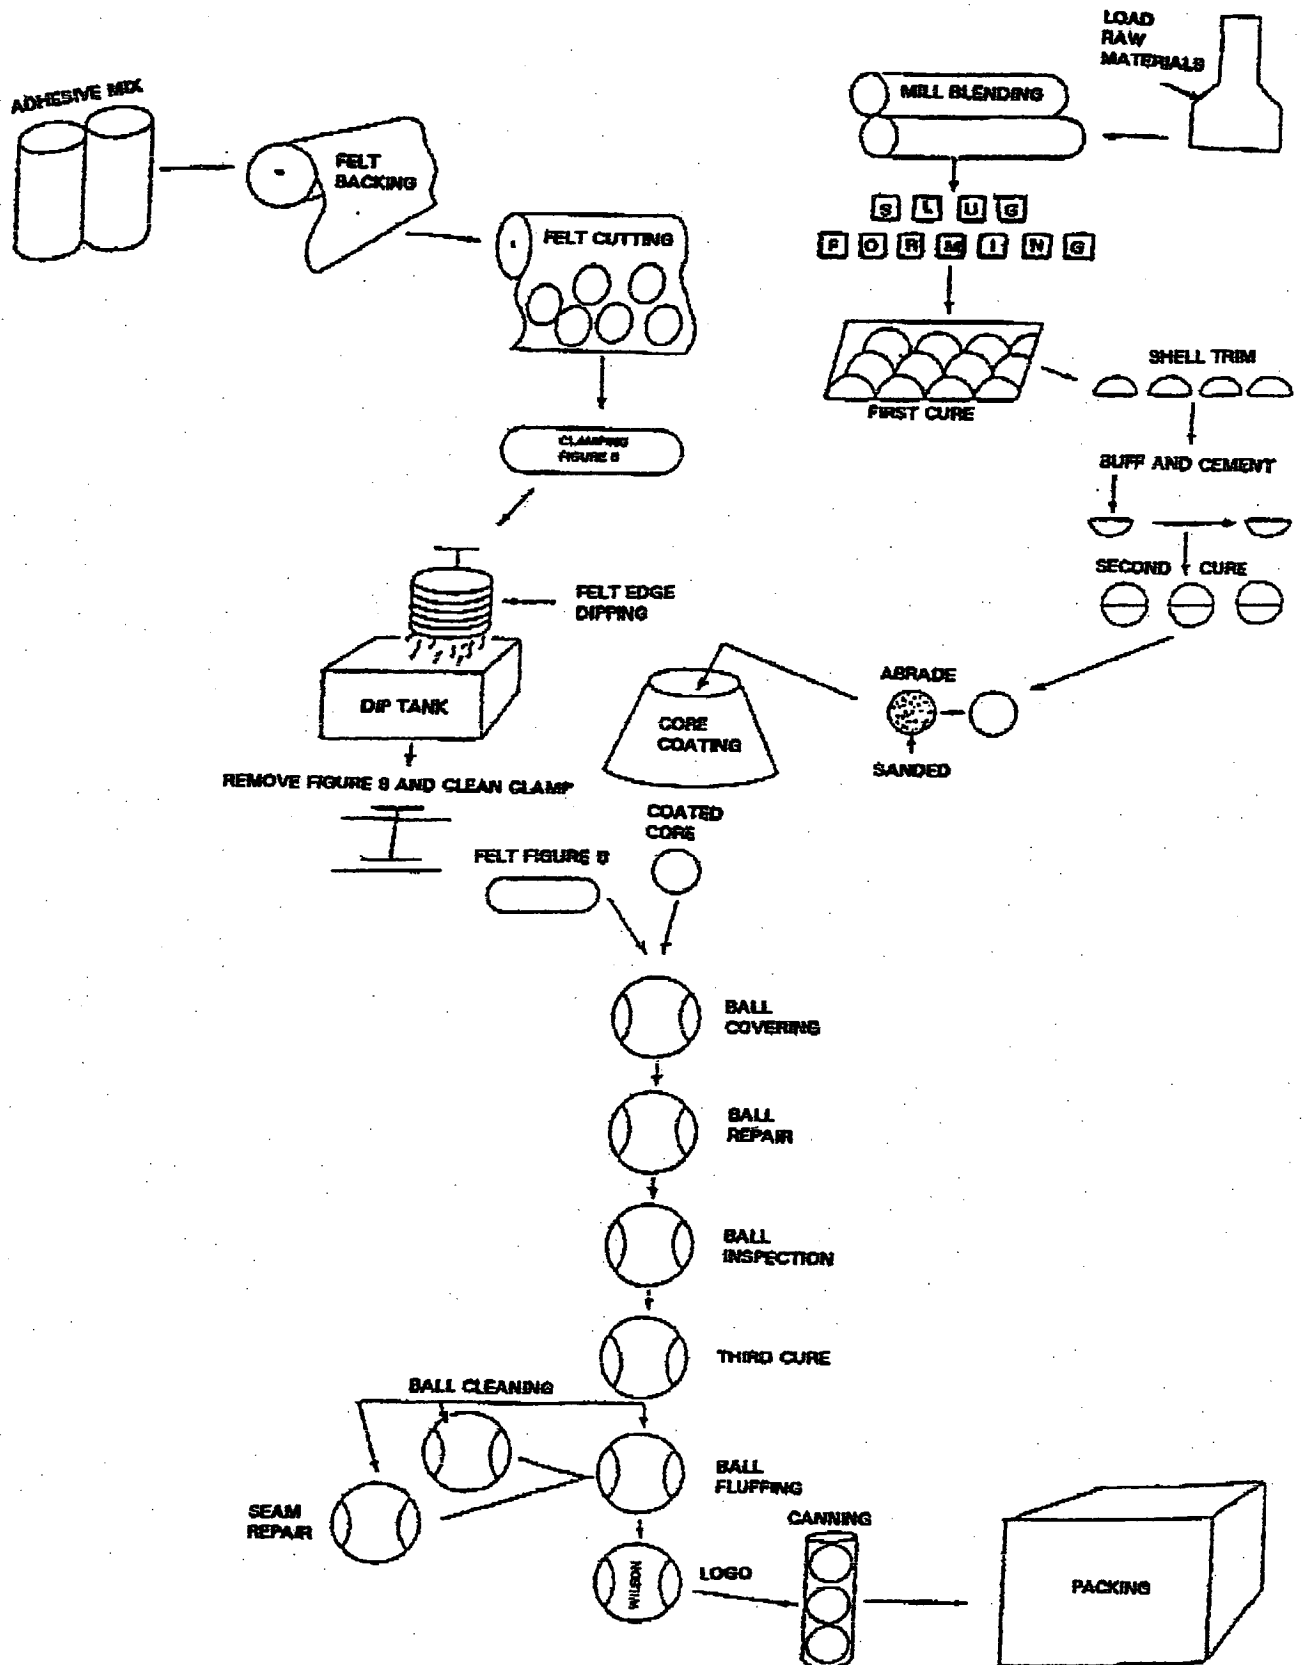 LOAD
RAW
MATERIALS
ADHESIVE MIX
MILL BLENDING
FELT
BACKING
SLUG
FORMING
FELT CUTTING
SHELL TRIM
FIRST CURE
CLAMPING
FIGURE 8
BUFF AND CEMENT
SECOND CURE
FELT EDGE
DIPPING
ABRADE
DIP TANK
CORE
COATING
SANDED
REMOVE FIGURE 8 AND CLEAN CLAMP
COATED
CORE
FELT FIGURE 8
BALL
COVERING
BALL
REPAIR
BALL
INSPECTION
THIRD CURE
BALL CLEANING
BALL
FLUFFING
SEAM
REPAIR
CANNING
LOGO
WILSON
PACKING